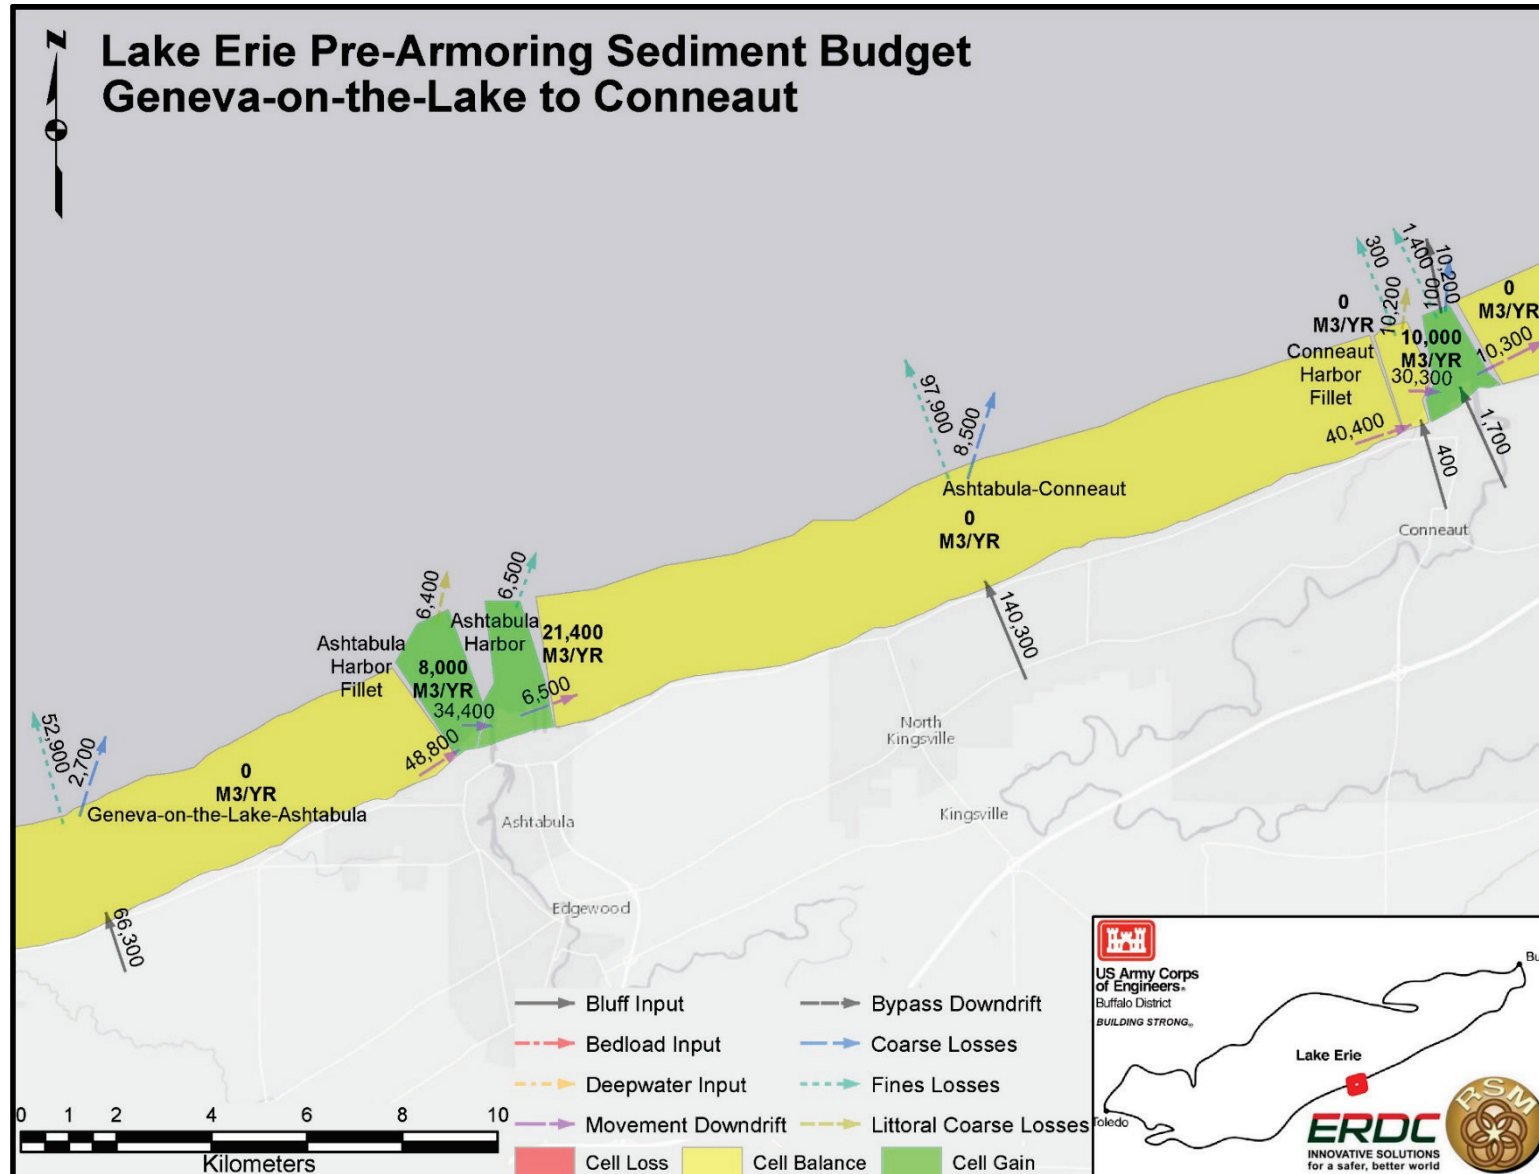 N
Lake Erie Pre-Armoring Sediment Budget
Geneva-on-the-Lake to Conneaut
300
1,400
10,200
100
10,200
0
M3/YR
0
M3/YR
Conneaut
Harbor
Fillet
10,000
M3/YR
10,300
30,300
40,400
400
1,700
97,900
8,500
Ashtabula-Conneaut
0
M3/YR
140,300
Conneaut
6,400
6,500
Ashtabula
Harbor
Ashtabula
Harbor
Fillet
8,000
M3/YR
21,400
M3/YR
34,400
6,500
48,800
52,900
2,700
0
M3/YR
Geneva-on-the-Lake-Ashtabula
66,300
North
Kingsville
Kingsville
Ashtabula
Edgewood
Bluff Input
Bypass Downdrift
Bedload Input
Coarse Losses
Deepwater Input
Fines Losses
Movement Downdrift
Littoral Coarse Losses
Cell Loss
Cell Balance
Cell Gain
0 1 2 4 6 8 10
Kilometers
US Army Corps
of Engineers®
Buffalo District
BUILDING STRONG®
Bu
Lake Erie
Toledo
ERDC
INNOVATIVE SOLUTIONS
for a safer, better world
RSM